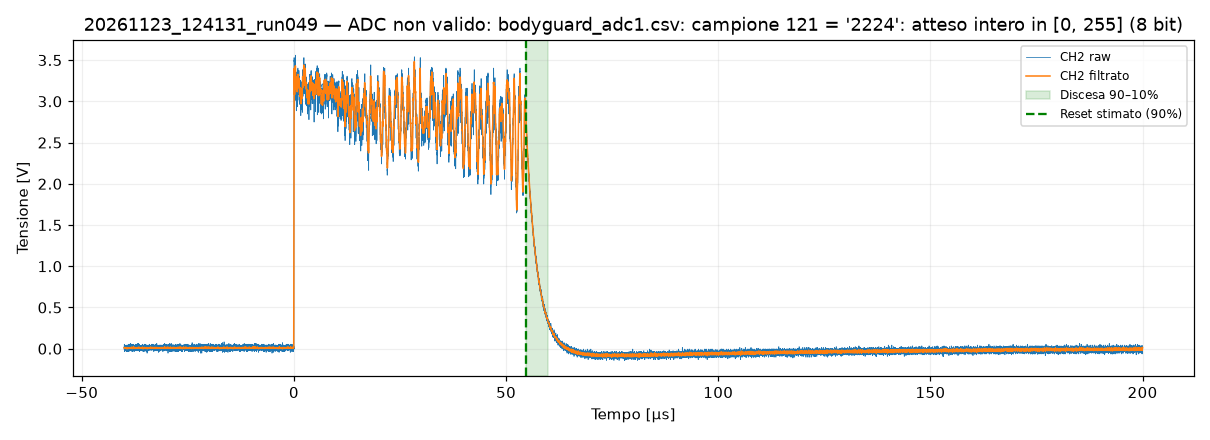 20261123_124131_run049 — ADC non valido: bodyguard_adc1.csv: campione 121 = '2224': atteso intero in [0, 255] (8 bit)
CH2 raw
CH2 filtrato
Discesa 90–10%
Reset stimato (90%)
Tensione [V]
3.5
3.0
2.5
2.0
1.5
1.0
0.5
0.0
−50
0
50
100
150
200
Tempo [µs]